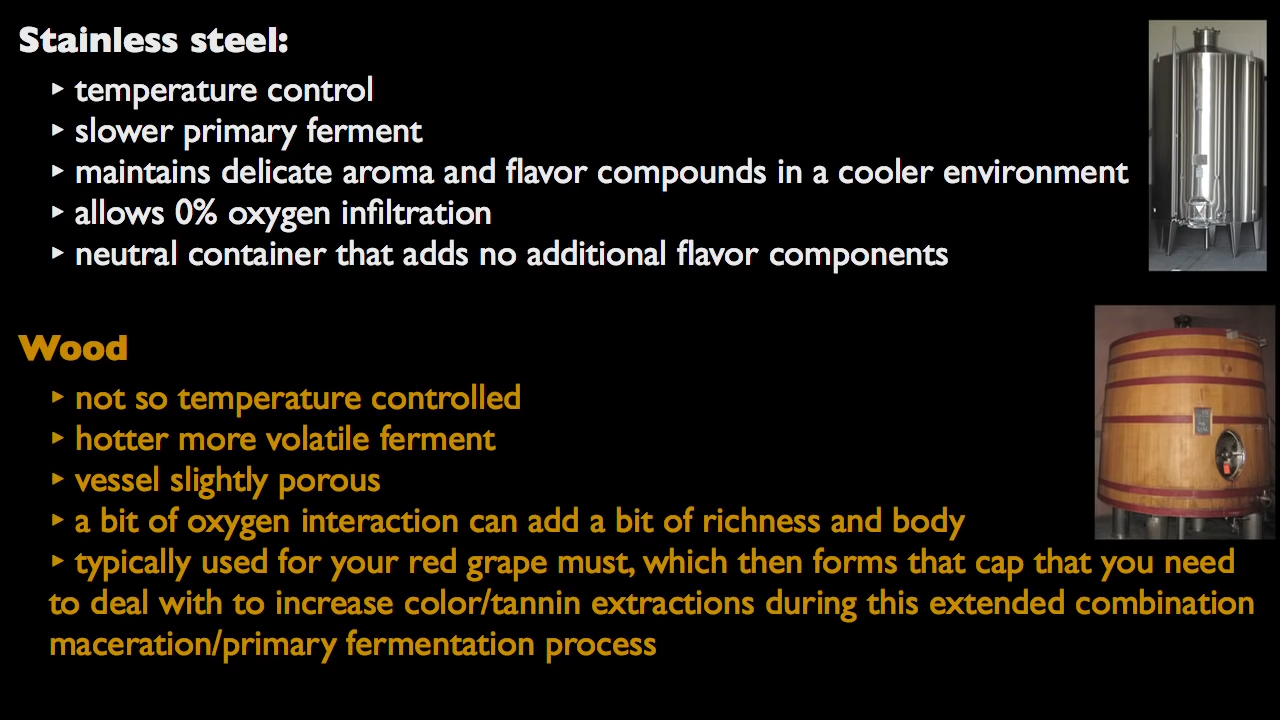 Stainless steel:
‣ temperature control
‣ slower primary ferment
‣ maintains delicate aroma and flavor compounds in a cooler environment
‣ allows 0% oxygen infiltration
‣ neutral container that adds no additional flavor components
Wood
‣ not so temperature controlled
‣ hotter more volatile ferment
‣ vessel slightly porous
‣ a bit of oxygen interaction can add a bit of richness and body
‣ typically used for your red grape must, which then forms that cap that you need
to deal with to increase color/tannin extractions during this extended combination
maceration/primary fermentation process